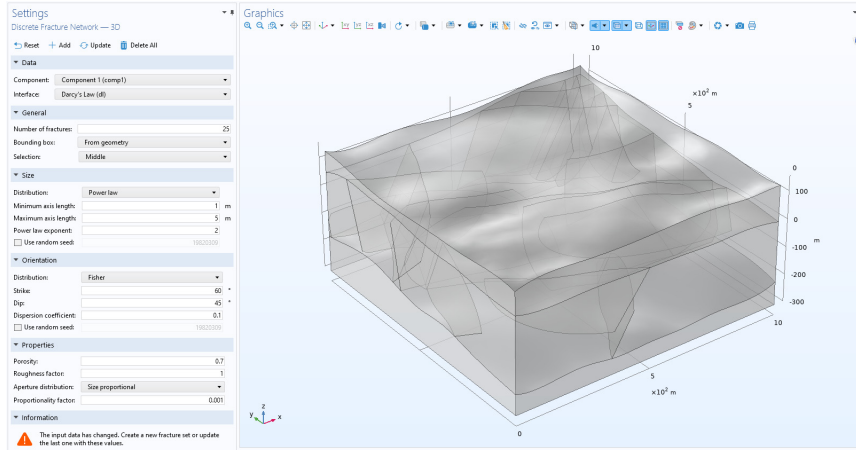 Settings
Discrete Fracture Network — 3D
Reset Add Update Delete All
Data
Component: Component 1 (comp1)
Interface: Darcy's Law (dl)
General
Number of fractures: 25
Bounding box: From geometry
Selection: Middle
Size
Distribution: Power law
Minimum axis length: 1 m
Maximum axis length: 5 m
Power law exponent: 2
Use random seed: 19820309
Orientation
Distribution: Fisher
Strike: 60 °
Dip: 45 °
Dispersion coefficient: 0.1
Use random seed: 19820309
Properties
Porosity: 0.7
Roughness factor: 1
Aperture distribution: Size proportional
Proportionality factor: 0.001
Information
The input data has changed. Create a new fracture set or update
the last one with these values.
Graphics
10
×10² m
5
0
100
0
-100
m
-200
-300
10
5
×10² m
0
z
y
x